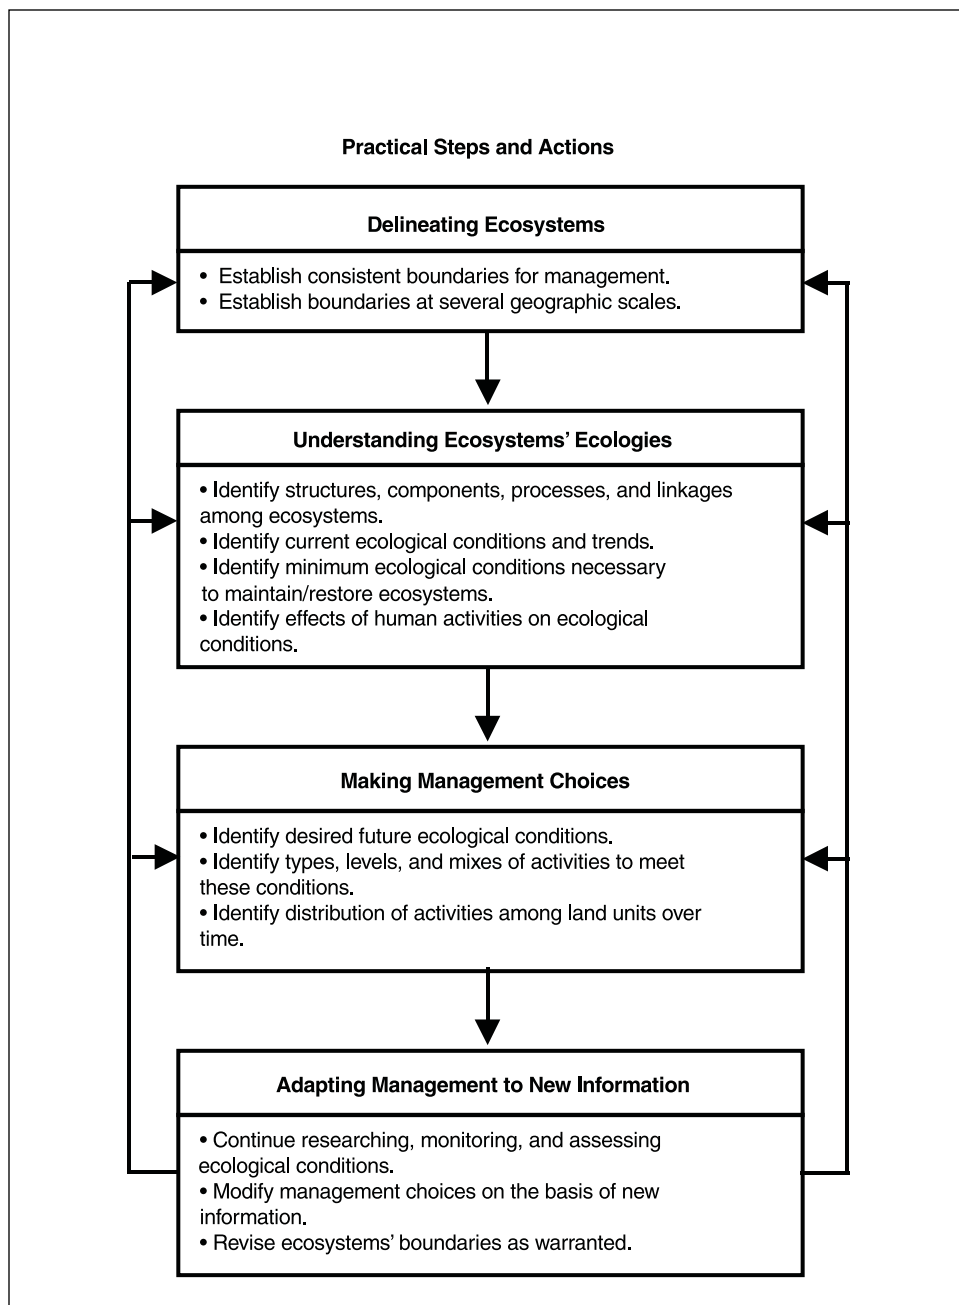 Practical Steps and Actions
Delineating Ecosystems
• Establish consistent boundaries for management.
• Establish boundaries at several geographic scales.
Understanding Ecosystems’ Ecologies
• Identify structures, components, processes, and linkages
among ecosystems.
• Identify current ecological conditions and trends.
• Identify minimum ecological conditions necessary
to maintain/restore ecosystems.
• Identify effects of human activities on ecological
conditions.
Making Management Choices
• Identify desired future ecological conditions.
• Identify types, levels, and mixes of activities to meet
these conditions.
• Identify distribution of activities among land units over
time.
Adapting Management to New Information
• Continue researching, monitoring, and assessing
ecological conditions.
• Modify management choices on the basis of new
information.
• Revise ecosystems’ boundaries as warranted.